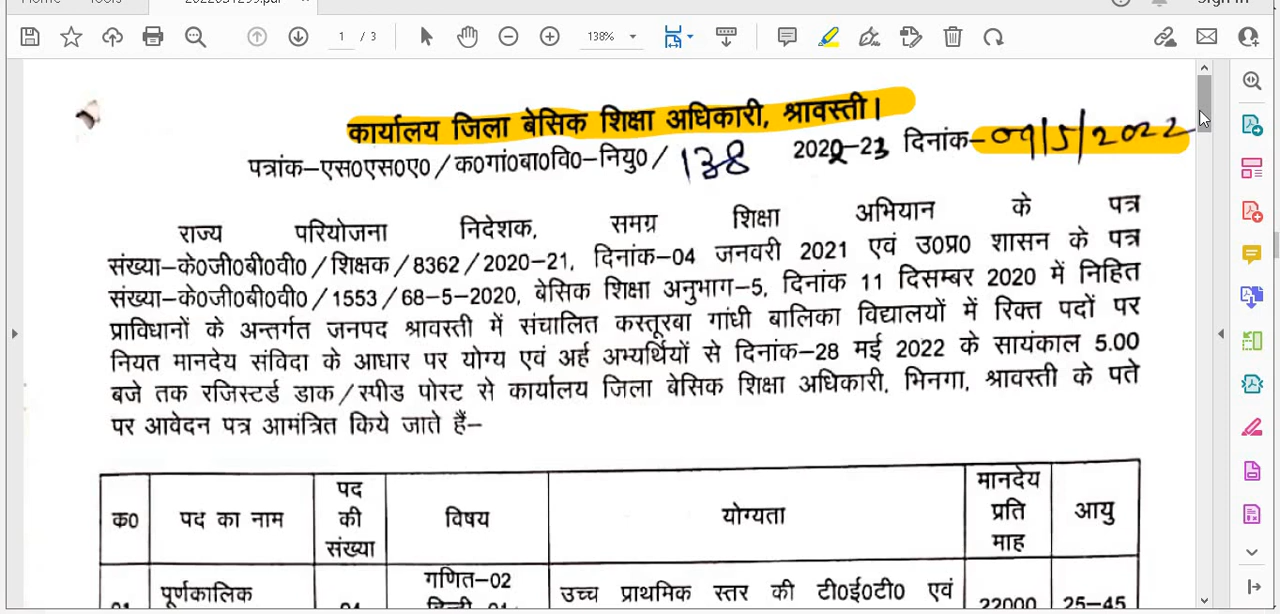 2022051299.pdf
1 / 3
138%
कार्यालय जिला बेसिक शिक्षा अधिकारी, श्रावस्ती।
पत्रांक-एस0एस0ए0/क0गां0बा0वि0-नियु0/ 138 2022-23 दिनांक-09/5/2022
राज्य परियोजना निदेशक, समग्र शिक्षा अभियान के पत्र
संख्या-के0जी0बी0वी0/शिक्षक/8362/2020-21, दिनांक-04 जनवरी 2021 एवं उ0प्र0 शासन के पत्र
संख्या-के0जी0बी0वी0/1553/68-5-2020, बेसिक शिक्षा अनुभाग-5, दिनांक 11 दिसम्बर 2020 में निहित
प्राविधानों के अन्तर्गत जनपद श्रावस्ती में संचालित कस्तूरबा गांधी बालिका विद्यालयों में रिक्त पदों पर
नियत मानदेय संविदा के आधार पर योग्य एवं अर्ह अभ्यर्थियों से दिनांक-28 मई 2022 के सायंकाल 5.00
बजे तक रजिस्टर्ड डाक/स्पीड पोस्ट से कार्यालय जिला बेसिक शिक्षा अधिकारी, भिनगा, श्रावस्ती के पते
पर आवेदन पत्र आमंत्रित किये जाते हैं-
क0 पद का नाम पद की संख्या विषय योग्यता मानदेय प्रति माह आयु
पूर्णकालिक गणित-02 उच्च प्राथमिक स्तर की टी0ई0टी0 एवं 22000 25-45